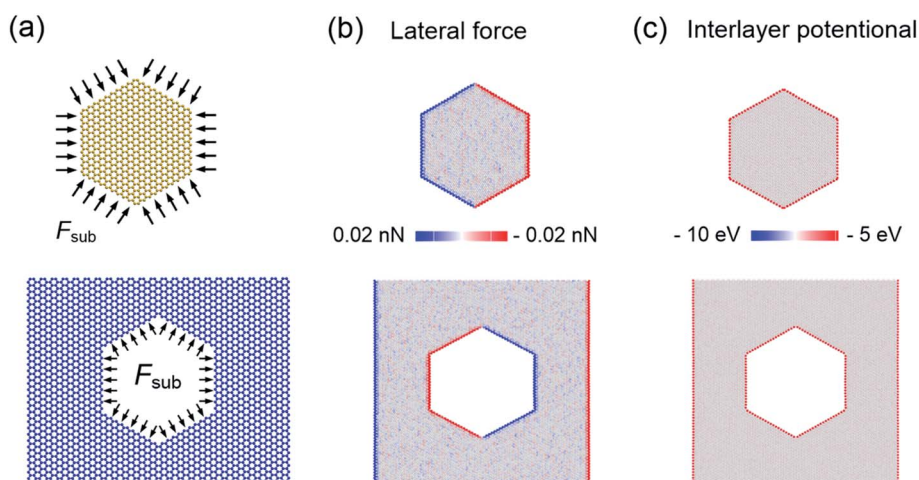 (a)
(b) Lateral force
(c) Interlayer potentional
Fsub
0.02 nN - 0.02 nN
- 10 eV - 5 eV
Fsub